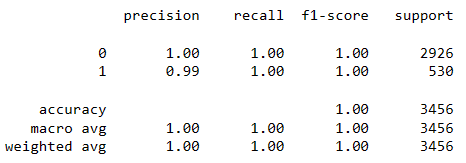 precision recall f1-score support
0 1.00 1.00 1.00 2926
1 0.99 1.00 1.00 530
accuracy 1.00 3456
macro avg 1.00 1.00 1.00 3456
weighted avg 1.00 1.00 1.00 3456